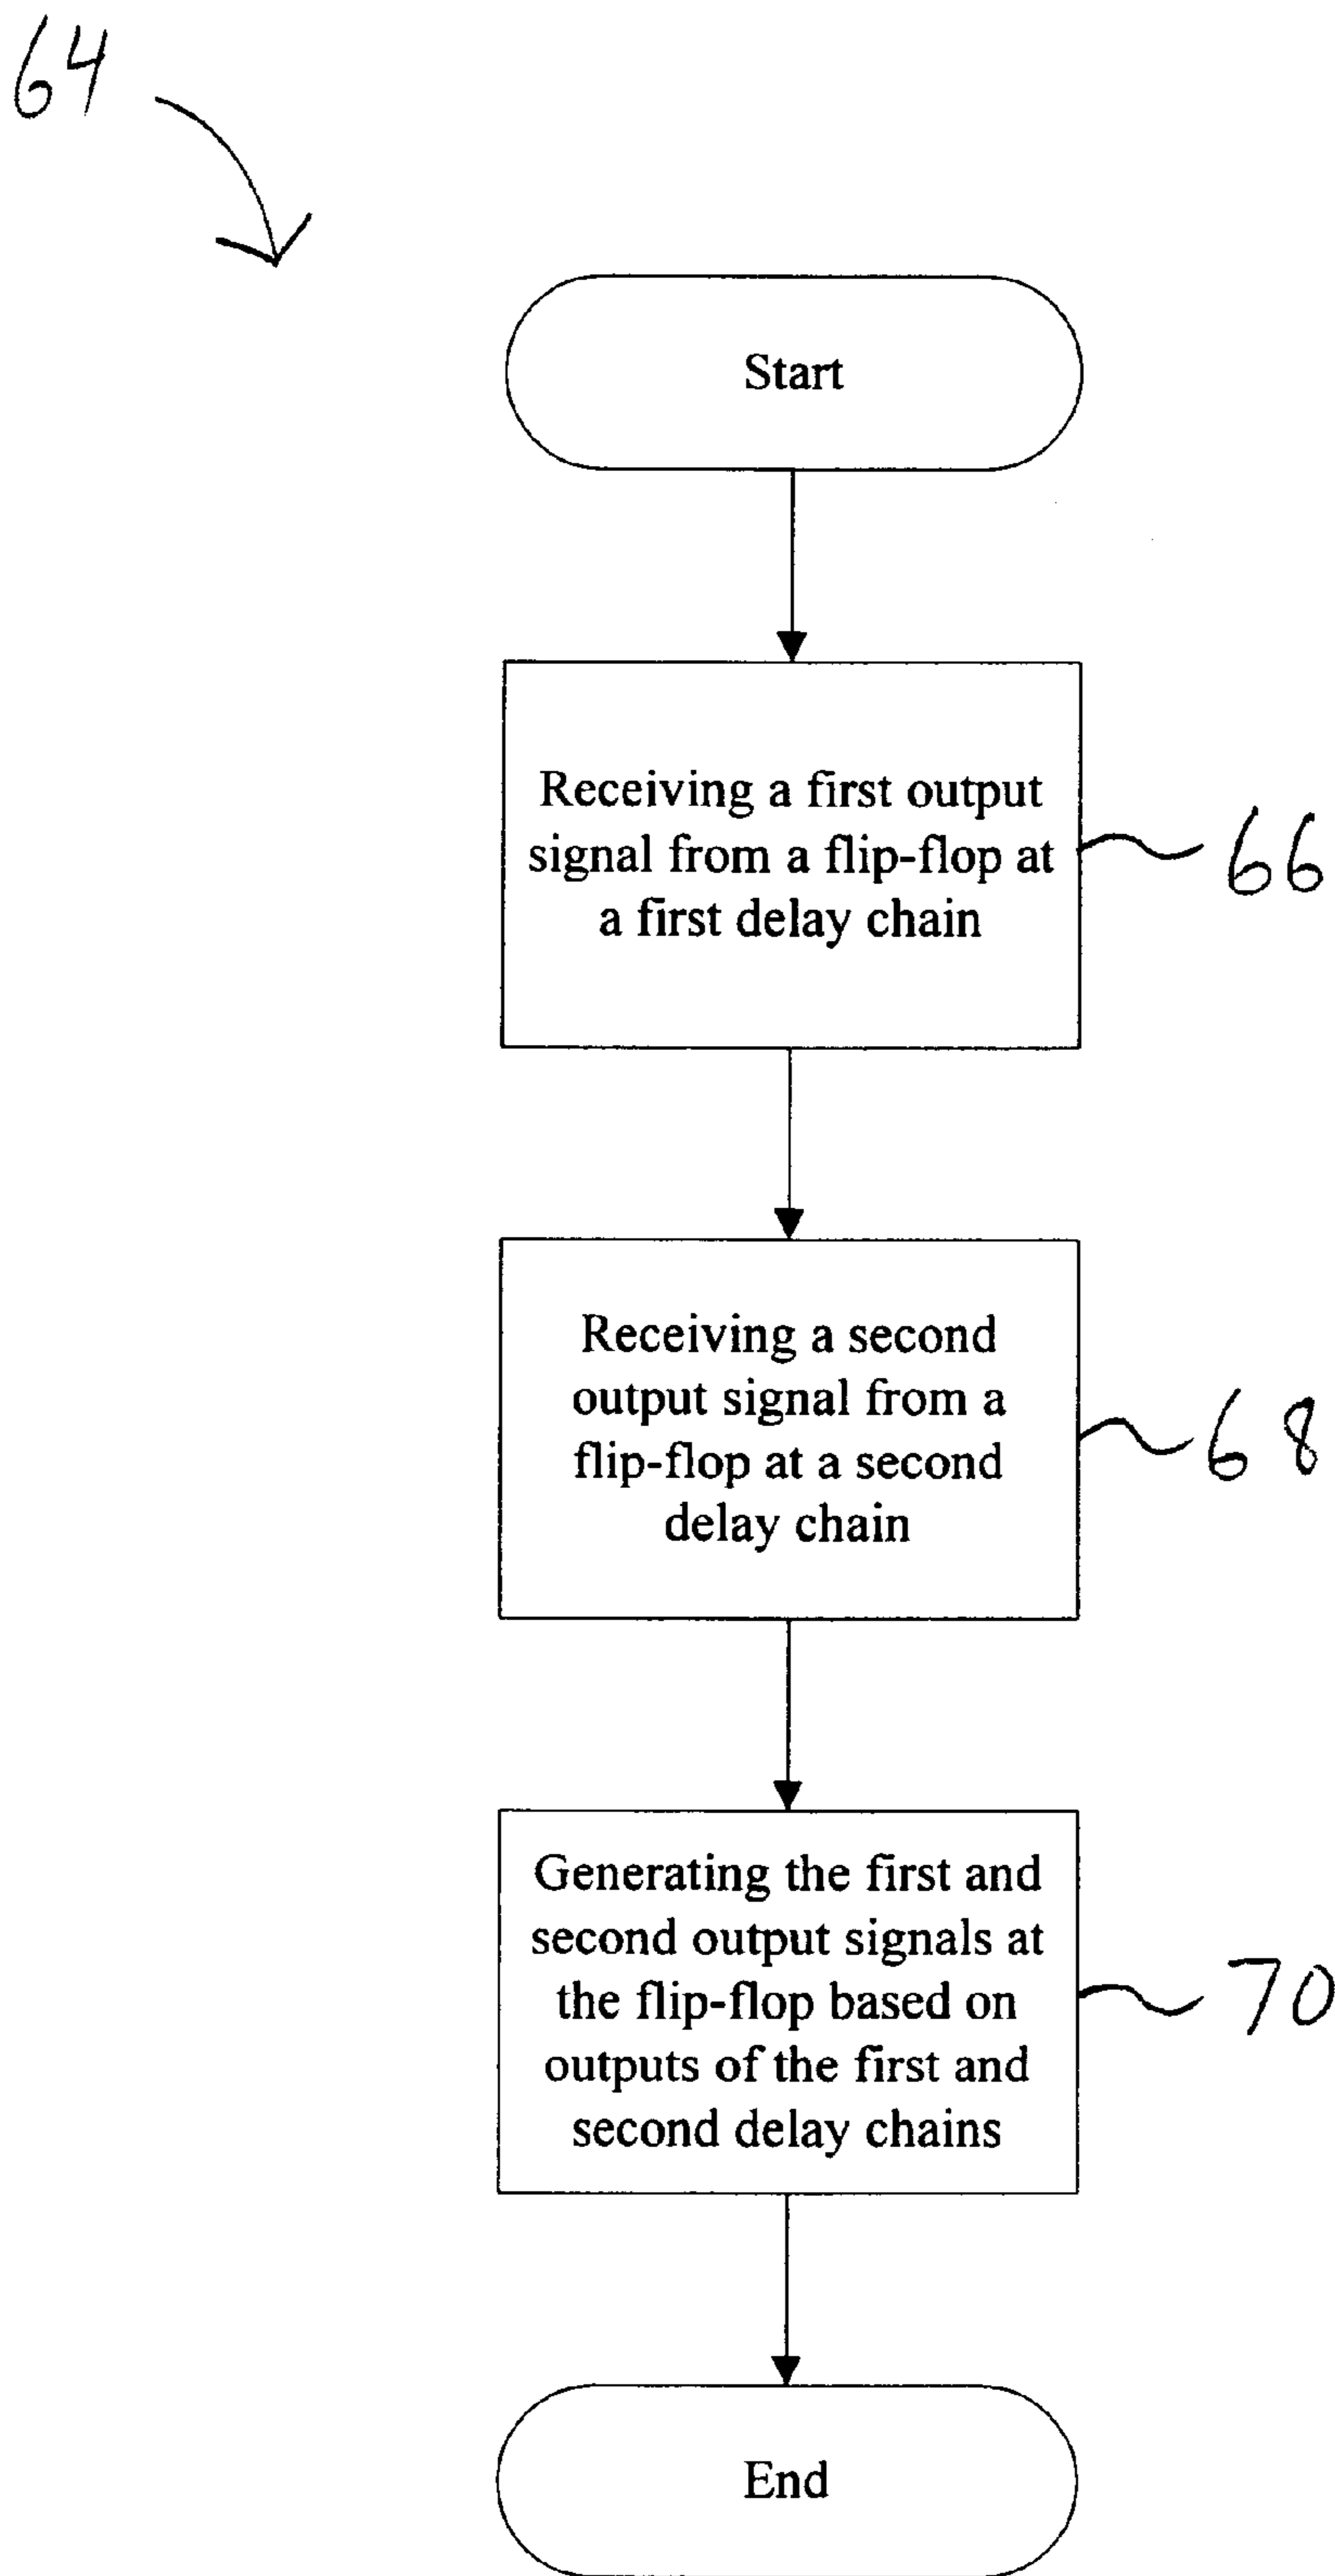 64
Start
Receiving a first output
signal from a flip-flop at
a first delay chain
66
Receiving a second
output signal from a
flip-flop at a second
delay chain
68
Generating the first and
second output signals at
the flip-flop based on
outputs of the first and
second delay chains
70
End